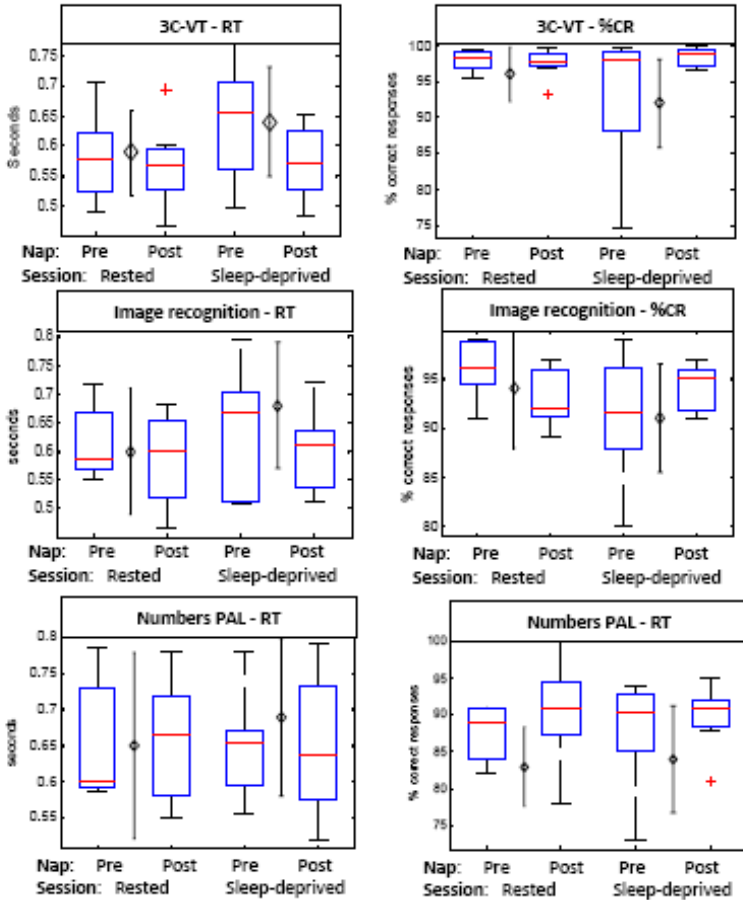 3C-VT - RT
Seconds
0.75
0.7
0.65
0.6
0.55
0.5
Nap: Pre Post Pre Post
Session: Rested Sleep-deprived
3C-VT - %CR
% correct responses
100
95
90
85
80
75
Nap: Pre Post Pre Post
Session: Rested Sleep-deprived
Image recognition - RT
seconds
0.8
0.75
0.7
0.65
0.6
0.55
0.5
Nap: Pre Post Pre Post
Session: Rested Sleep-deprived
Image recognition - %CR
% correct responses
95
90
85
80
Nap: Pre Post Pre Post
Session: Rested Sleep-deprived
Numbers PAL - RT
seconds
0.8
0.75
0.7
0.65
0.6
0.55
Nap: Pre Post Pre Post
Session: Rested Sleep-deprived
Numbers PAL - RT
% correct responses
100
95
90
85
80
75
Nap: Pre Post Pre Post
Session: Rested Sleep-deprived